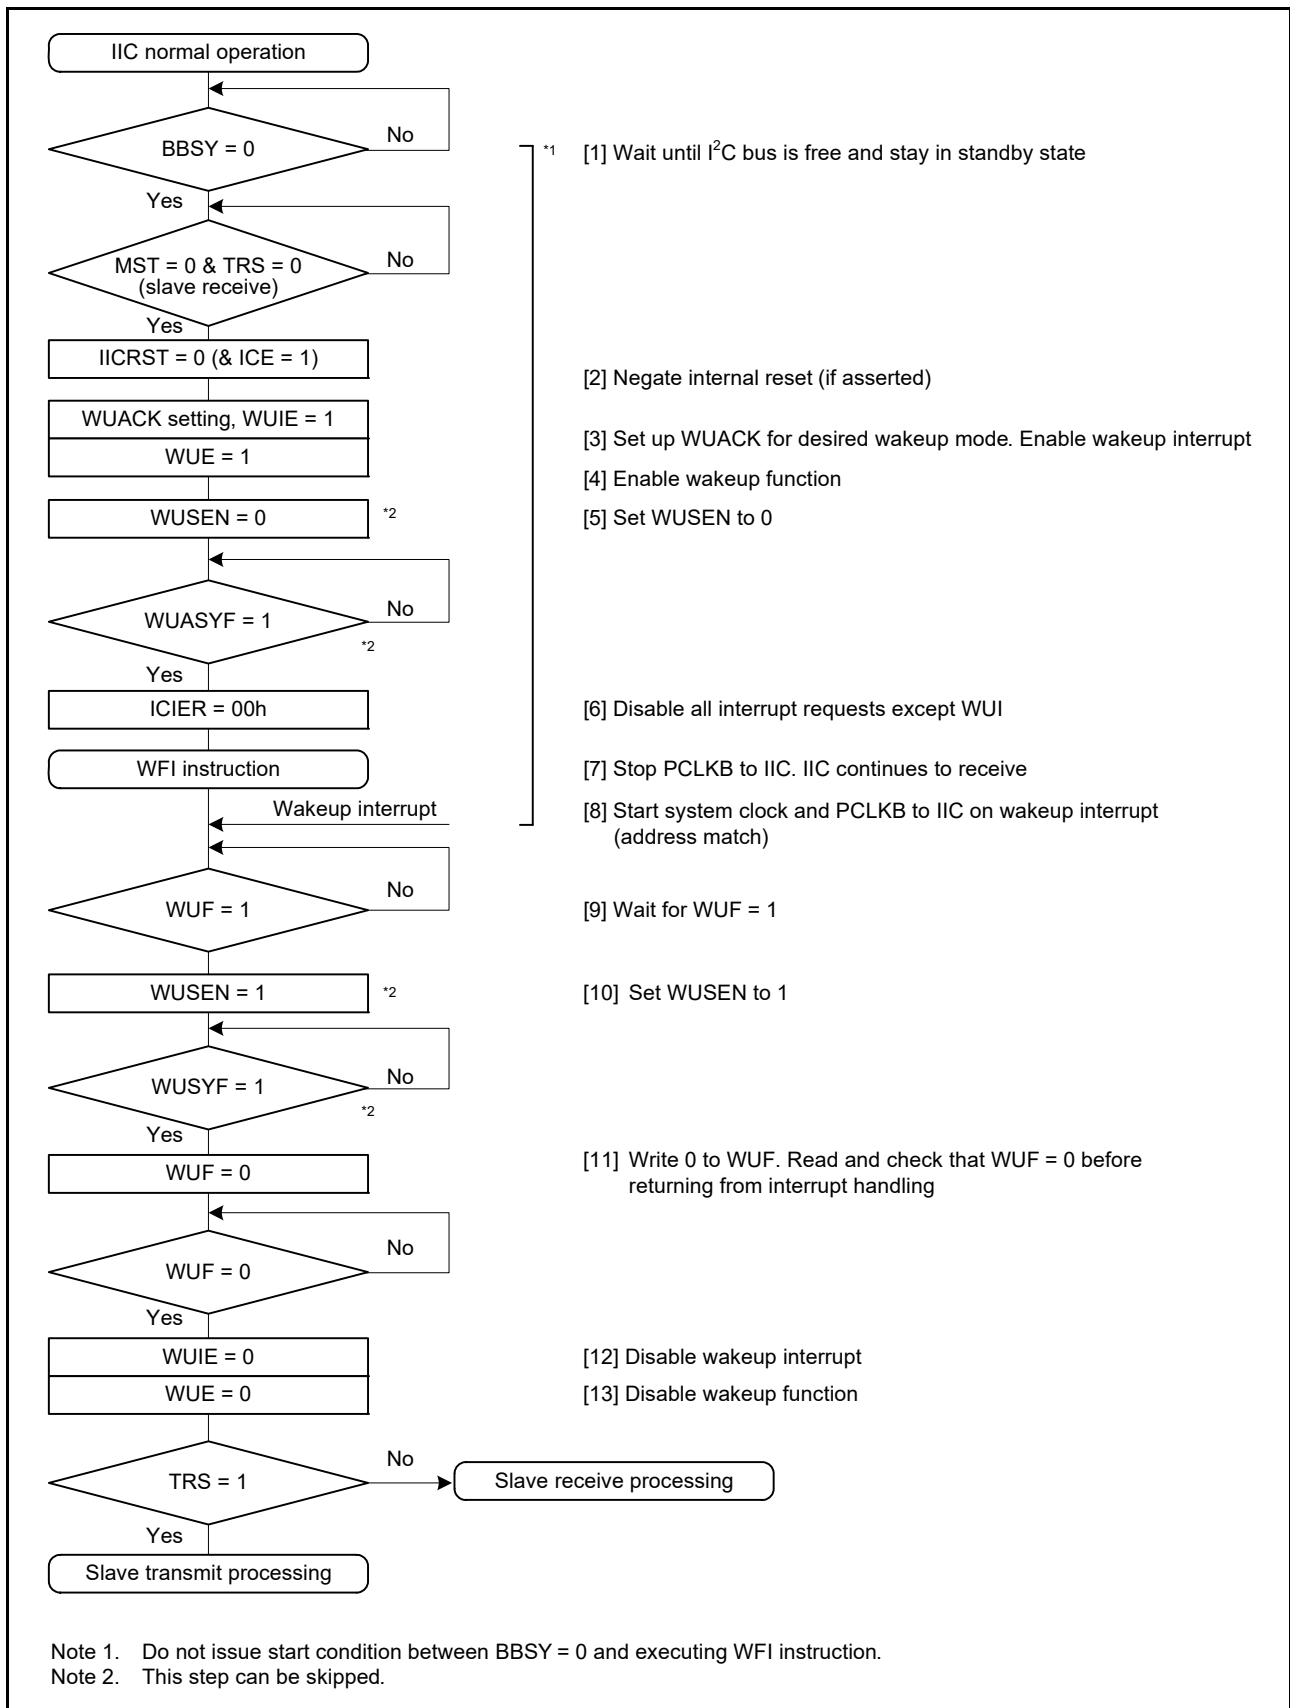 IIC normal operation
BBSY = 0
No
*1
[1] Wait until I²C bus is free and stay in standby state
Yes
MST = 0 & TRS = 0
(slave receive)
No
Yes
IICRST = 0 (& ICE = 1)
[2] Negate internal reset (if asserted)
WUACK setting, WUIE = 1
[3] Set up WUACK for desired wakeup mode. Enable wakeup interrupt
WUE = 1
[4] Enable wakeup function
WUSEN = 0
*2
[5] Set WUSEN to 0
WUASYF = 1
No
*2
Yes
ICIER = 00h
[6] Disable all interrupt requests except WUI
WFI instruction
[7] Stop PCLKB to IIC. IIC continues to receive
Wakeup interrupt
[8] Start system clock and PCLKB to IIC on wakeup interrupt
(address match)
WUF = 1
No
[9] Wait for WUF = 1
WUSEN = 1
*2
[10] Set WUSEN to 1
WUSYF = 1
No
*2
Yes
WUF = 0
[11] Write 0 to WUF. Read and check that WUF = 0 before
returning from interrupt handling
WUF = 0
No
Yes
WUIE = 0
[12] Disable wakeup interrupt
WUE = 0
[13] Disable wakeup function
TRS = 1
No
Slave receive processing
Yes
Slave transmit processing
Note 1. Do not issue start condition between BBSY = 0 and executing WFI instruction.
Note 2. This step can be skipped.